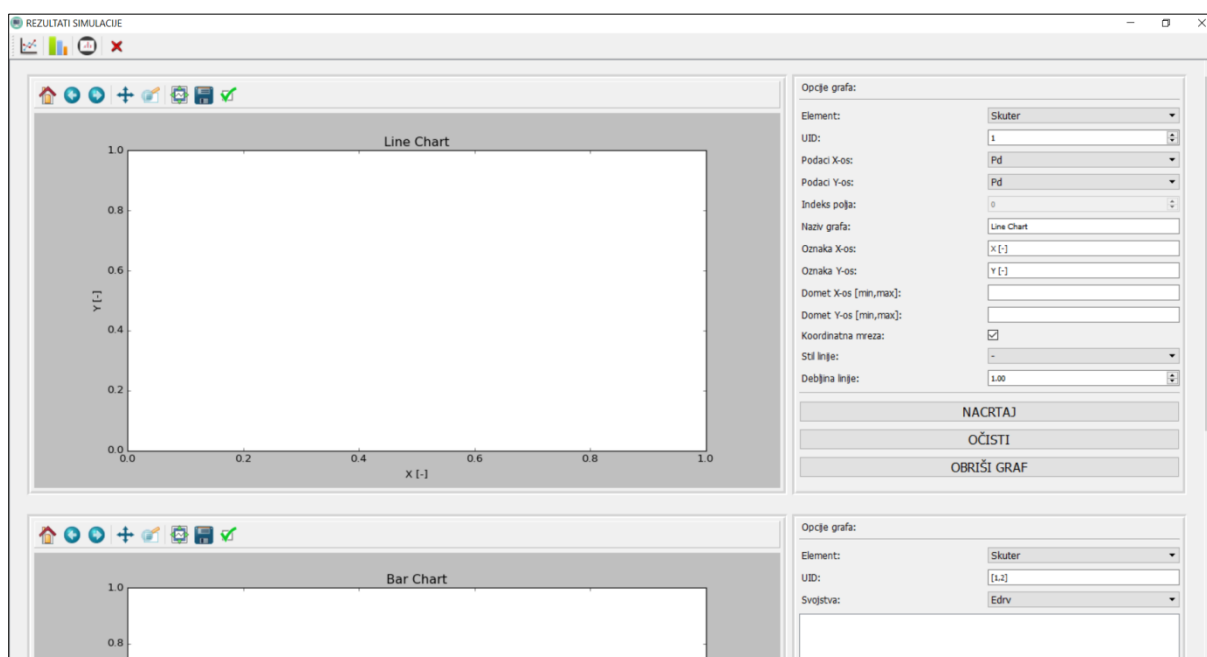 REZULTATI SIMULACIJE
Line Chart
1.0
0.8
0.6
0.4
0.2
0.0
Y [-]
0.0 0.2 0.4 0.6 0.8 1.0
X [-]
Opcije grafa:
Element: Skuter
UID: 1
Podaci X-os: Pd
Podaci Y-os: Pd
Indeks polja: 0
Naziv grafa: Line Chart
Oznaka X-os: X [-]
Oznaka Y-os: Y [-]
Domet X-os [min,max]:
Domet Y-os [min,max]:
Koordinatna mreza:
Stil linije: -
Debljina linije: 1.00
NACRTAJ
OČISTI
OBRIŠI GRAF
Bar Chart
1.0
0.8
Opcije grafa:
Element: Skuter
UID: [1,2]
Svojstva: Edrv